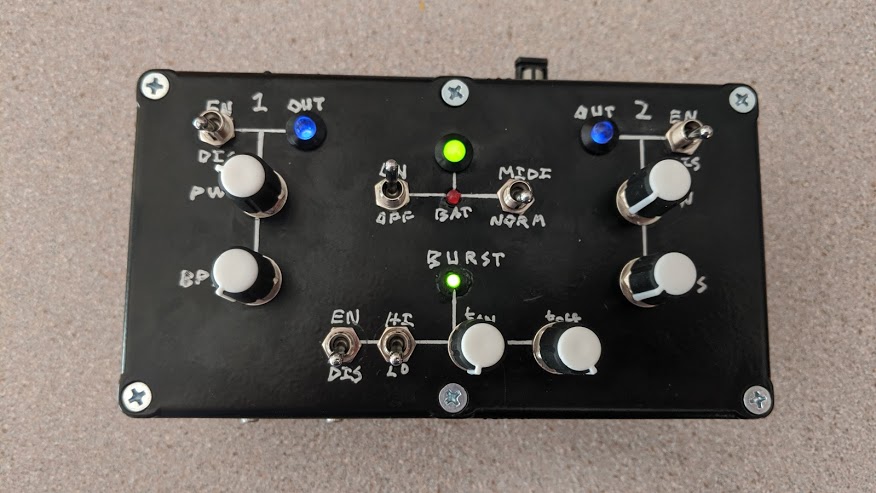 EN 1 OUT
OUT 2 EN
DIS
PW
ON
MIDI
OFF
BAT
NORM
BP
S
BURST
EN
HI
DIS
LO